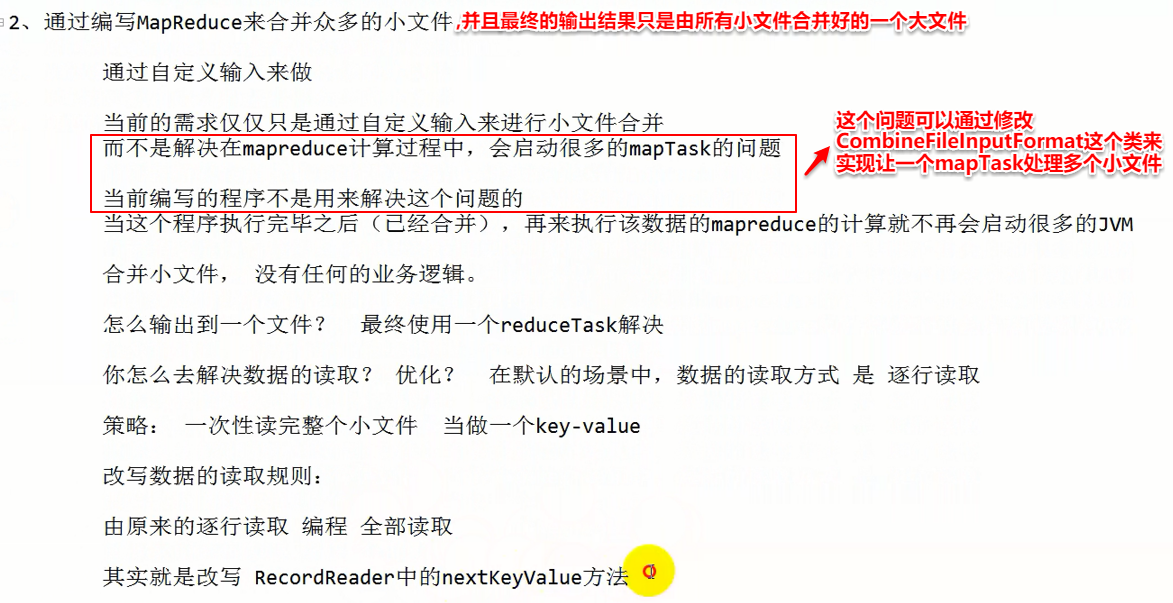 2、通过编写MapReduce来合并众多的小文件,并且最终的输出结果只是由所有小文件合并好的一个大文件
通过自定义输入来做
当前的需求仅仅只是通过自定义输入来进行小文件合并
而不是解决在mapreduce计算过程中，会启动很多的mapTask的问题
当前编写的程序不是用来解决这个问题的
这个问题可以通过修改
CombineFileInputFormat这个类来
实现让一个mapTask处理多个小文件
当这个程序执行完毕之后（已经合并），再来执行该数据的mapreduce的计算就不再会启动很多的JVM
合并小文件， 没有任何的业务逻辑。
怎么输出到一个文件？ 最终使用一个reduceTask解决
你怎么去解决数据的读取？ 优化？ 在默认的场景中，数据的读取方式 是 逐行读取
策略： 一次性读完整个小文件 当做一个key-value
改写数据的读取规则：
由原来的逐行读取 编程 全部读取
其实就是改写 RecordReader中的nextKeyValue方法